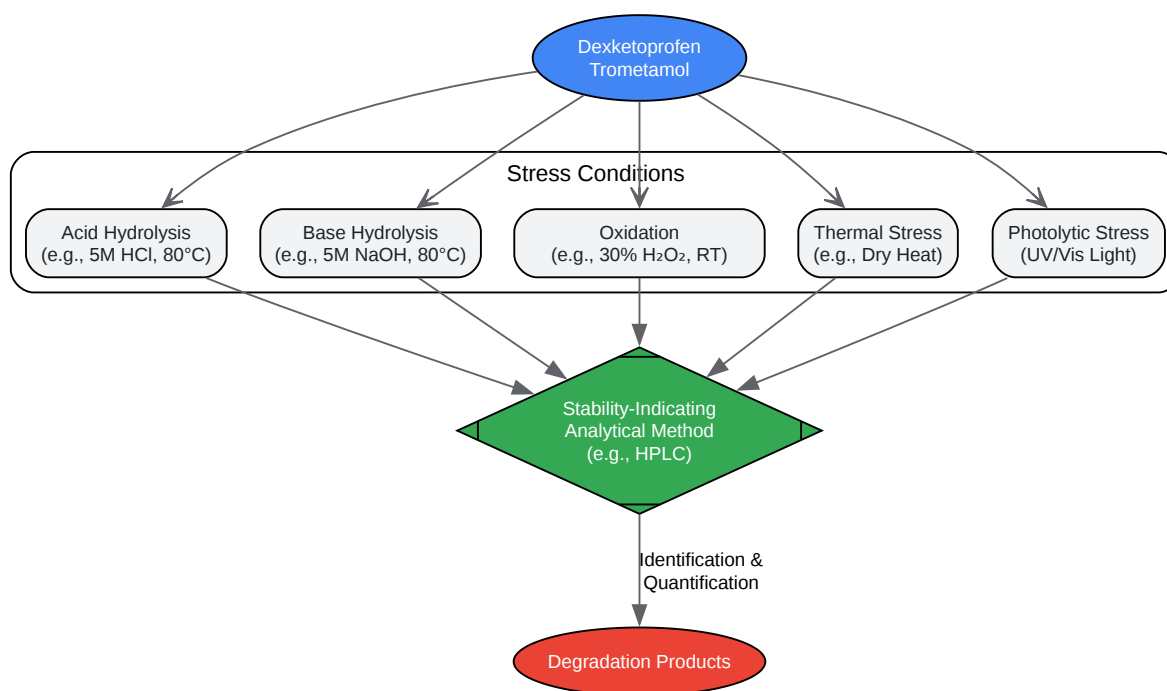 Dexketoprofen
Trometamol
Stress Conditions
Acid Hydrolysis
(e.g., 5M HCl, 80°C)
Base Hydrolysis
(e.g., 5M NaOH, 80°C)
Oxidation
(e.g., 30% H₂O₂, RT)
Thermal Stress
(e.g., Dry Heat)
Photolytic Stress
(UV/Vis Light)
Stability-Indicating
Analytical Method
(e.g., HPLC)
Identification &
Quantification
Degradation Products